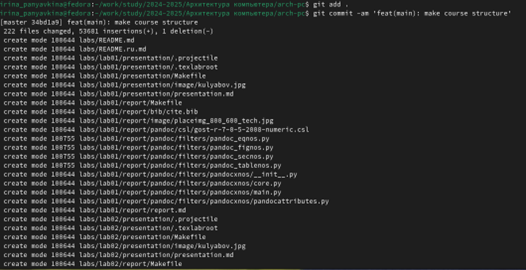 irina_panyavkina@fedora:~/work/study/2024-2025/Архитектура компьютера/arch-pc$ git add .
irina_panyavkina@fedora:~/work/study/2024-2025/Архитектура компьютера/arch-pc$ git commit -am 'feat(main): make course structure'
[master 34bd1a9] feat(main): make course structure
 222 files changed, 53681 insertions(+), 1 deletion(-)
 create mode 100644 labs/README.md
 create mode 100644 labs/README.ru.md
 create mode 100644 labs/lab01/presentation/.projectile
 create mode 100644 labs/lab01/presentation/.texlabroot
 create mode 100644 labs/lab01/presentation/Makefile
 create mode 100644 labs/lab01/presentation/image/kulyabov.jpg
 create mode 100644 labs/lab01/presentation/presentation.md
 create mode 100644 labs/lab01/report/Makefile
 create mode 100644 labs/lab01/report/bib/cite.bib
 create mode 100644 labs/lab01/report/image/placeimg_800_600_tech.jpg
 create mode 100644 labs/lab01/report/pandoc/csl/gost-r-7-0-5-2008-numeric.csl
 create mode 100755 labs/lab01/report/pandoc/filters/pandoc_eqnos.py
 create mode 100755 labs/lab01/report/pandoc/filters/pandoc_fignos.py
 create mode 100755 labs/lab01/report/pandoc/filters/pandoc_secnos.py
 create mode 100755 labs/lab01/report/pandoc/filters/pandoc_tablenos.py
 create mode 100644 labs/lab01/report/pandoc/filters/pandocxnos/__init__.py
 create mode 100644 labs/lab01/report/pandoc/filters/pandocxnos/core.py
 create mode 100644 labs/lab01/report/pandoc/filters/pandocxnos/main.py
 create mode 100644 labs/lab01/report/pandoc/filters/pandocxnos/pandocattributes.py
 create mode 100644 labs/lab01/report/report.md
 create mode 100644 labs/lab02/presentation/.projectile
 create mode 100644 labs/lab02/presentation/.texlabroot
 create mode 100644 labs/lab02/presentation/Makefile
 create mode 100644 labs/lab02/presentation/image/kulyabov.jpg
 create mode 100644 labs/lab02/presentation/presentation.md
 create mode 100644 labs/lab02/report/Makefile